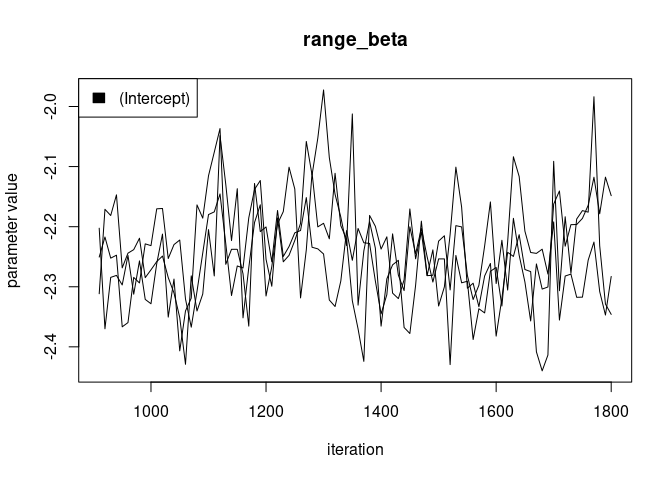 range_beta
(Intercept)
parameter value
-2.0
-2.1
-2.2
-2.3
-2.4
1000 1200 1400 1600 1800
iteration